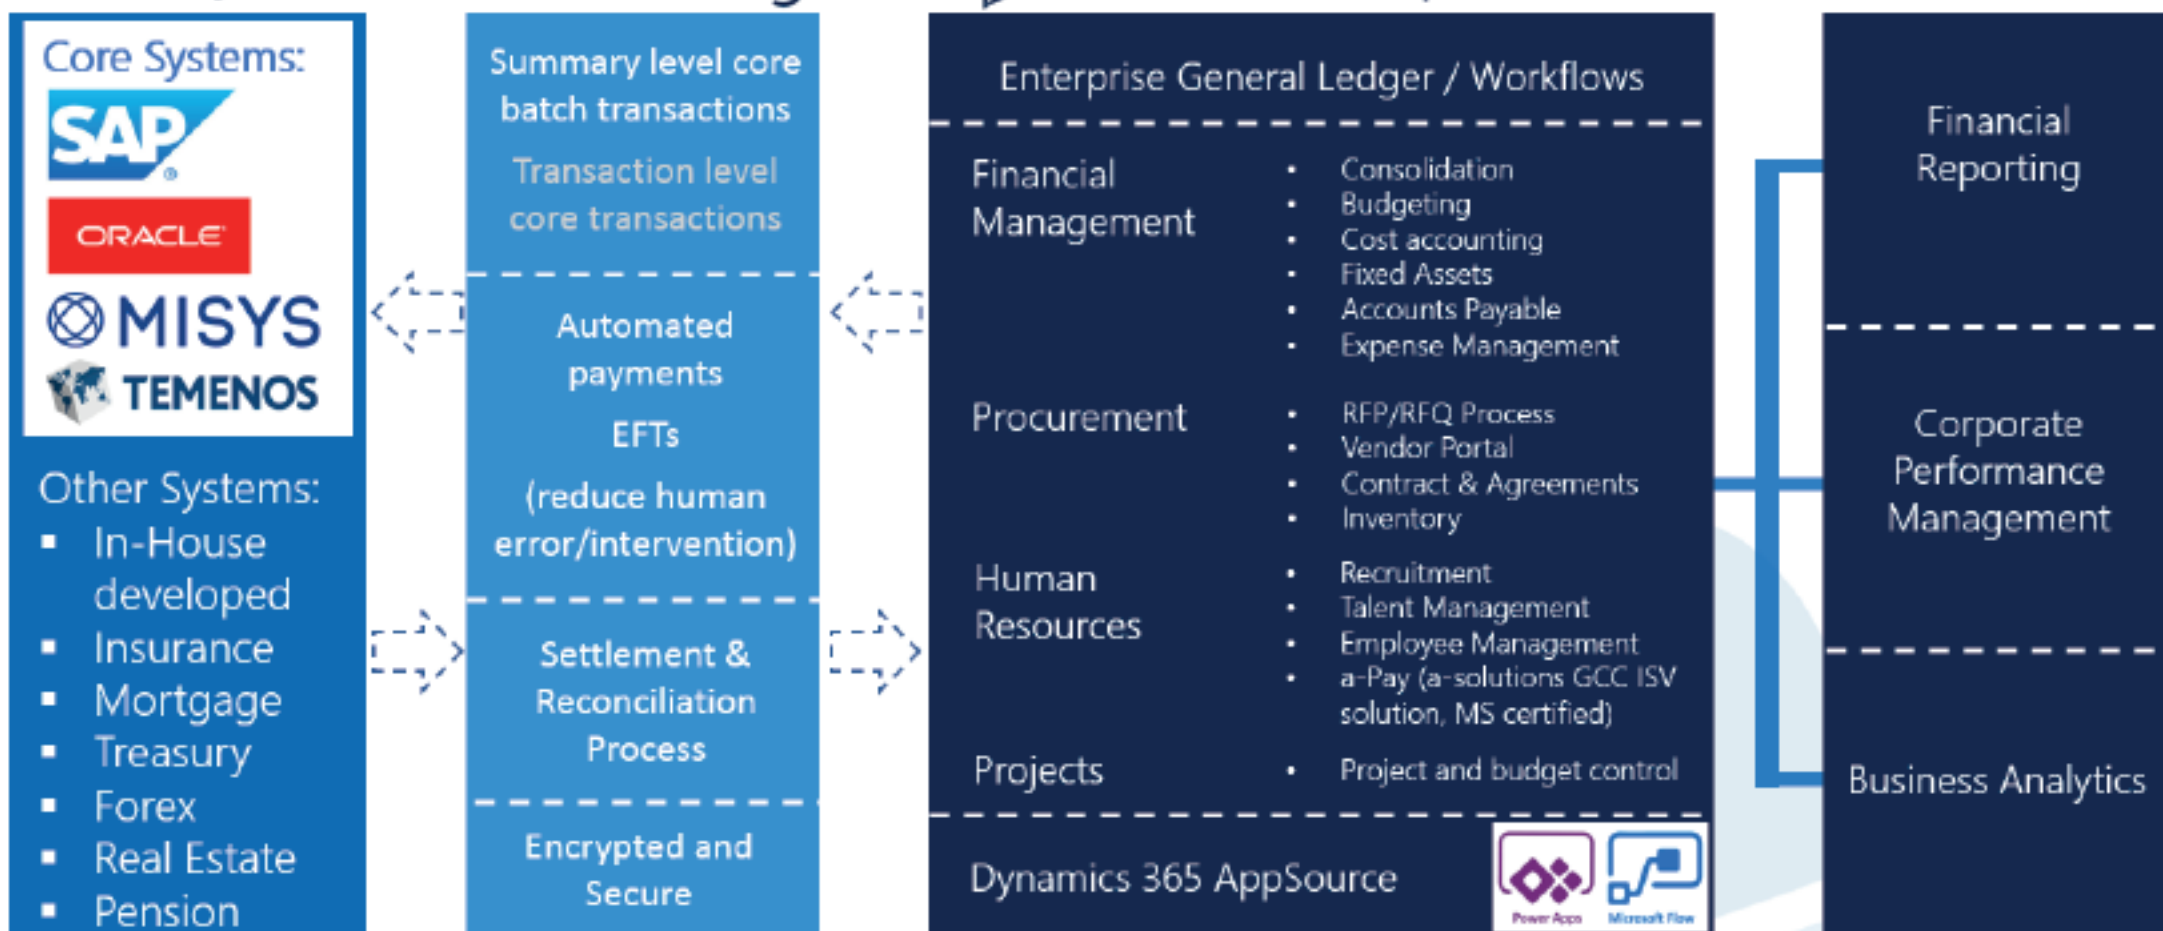 Core Systems:
SAP
®
ORACLE
MISYS
TEMENOS
Other Systems:
▪ In-House
developed
▪ Insurance
▪ Mortgage
▪ Treasury
▪ Forex
▪ Real Estate
▪ Pension
Summary level core
batch transactions
Transaction level
core transactions
Automated
payments
EFTs
(reduce human
error/intervention)
Settlement &
Reconciliation
Process
Encrypted and
Secure
Enterprise General Ledger / Workflows
Financial
Management
• Consolidation
• Budgeting
• Cost accounting
• Fixed Assets
• Accounts Payable
• Expense Management
Procurement
• RFP/RFQ Process
• Vendor Portal
• Contract & Agreements
• Inventory
Human
Resources
• Recruitment
• Talent Management
• Employee Management
• a-Pay (a-solutions GCC ISV
solution, MS certified)
Projects
• Project and budget control
Dynamics 365 AppSource
Power Apps
Microsoft Flow
Financial
Reporting
Corporate
Performance
Management
Business Analytics